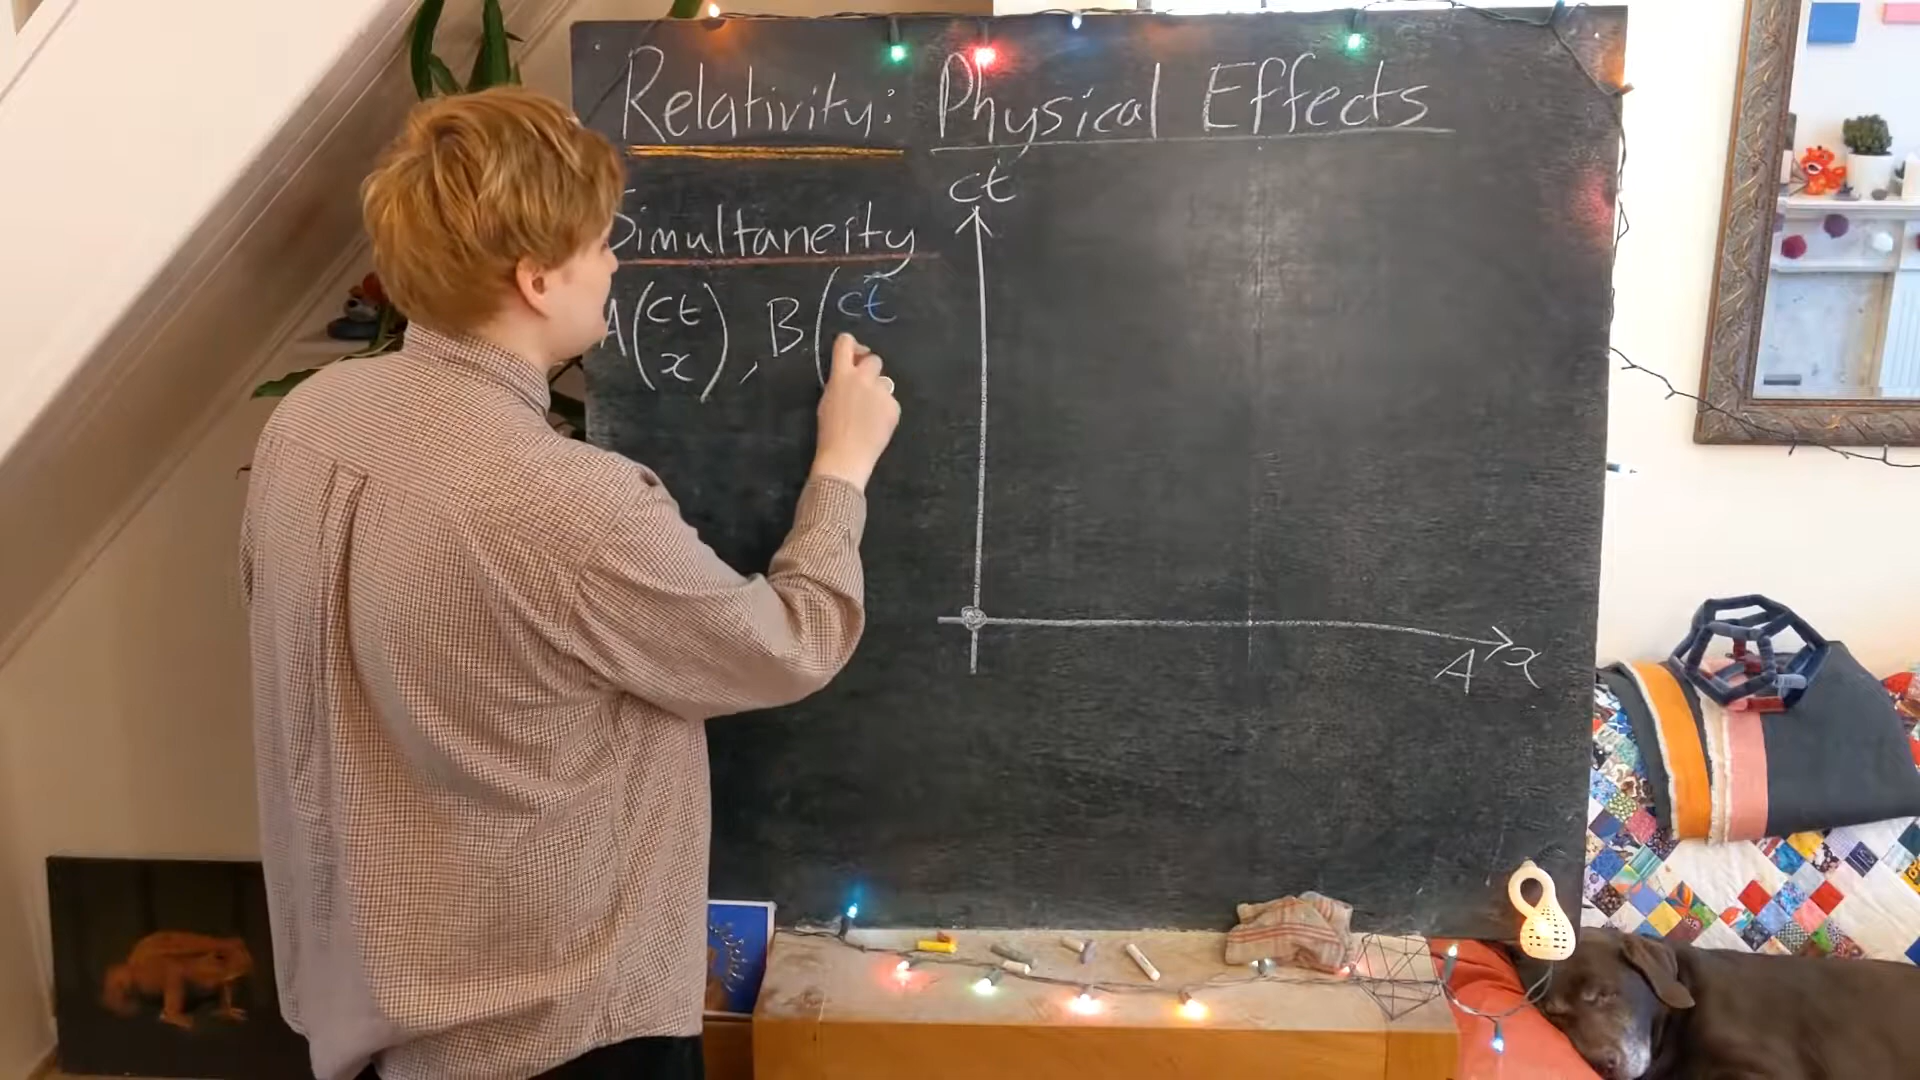 Relativity: Physical Effects
Simultaneity
A(ct x), B(ct
ct
A x